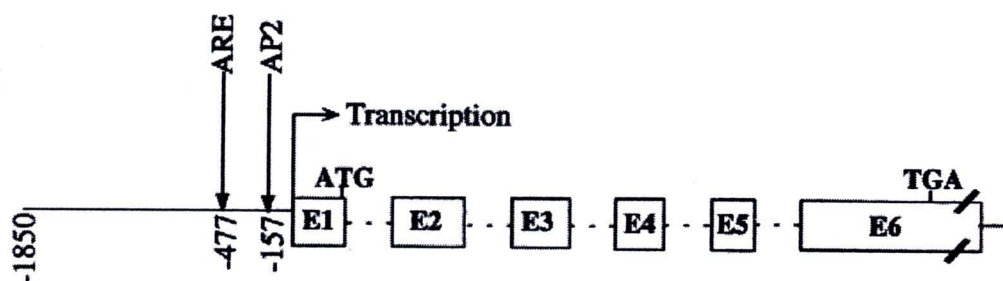 ARE
AP2
Transcription
ATG
TGA
E1
E2
E3
E4
E5
E6
-1850
-477
-157